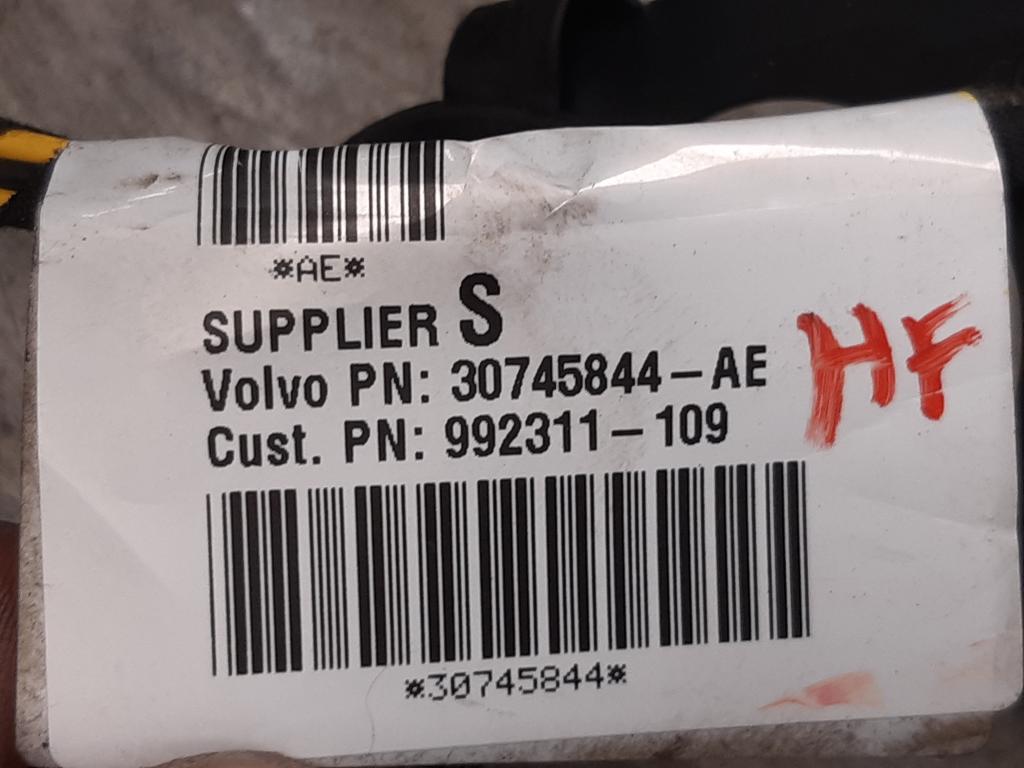 *AE*
SUPPLIER S
Volvo PN: 30745844-AE
Cust. PN: 992311-109
HF
*30745844*